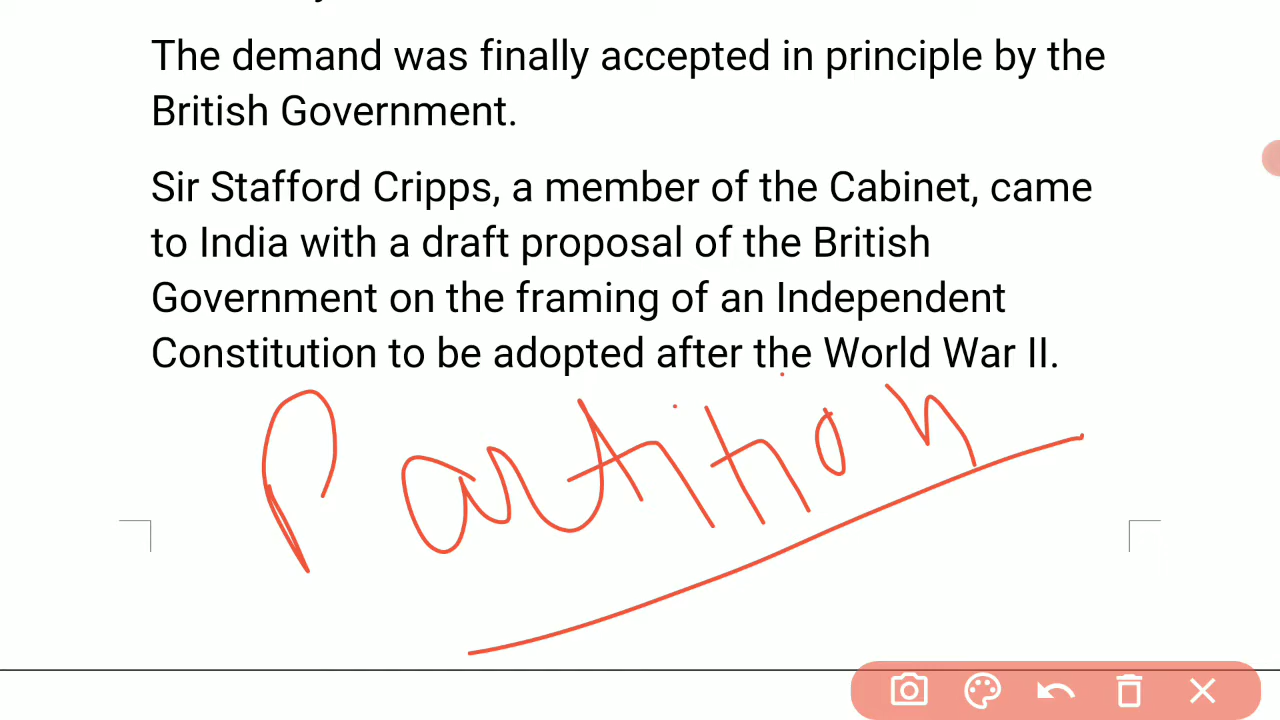 The demand was finally accepted in principle by the
British Government.
Sir Stafford Cripps, a member of the Cabinet, came
to India with a draft proposal of the British
Government on the framing of an Independent
Constitution to be adopted after the World War II.
Partition